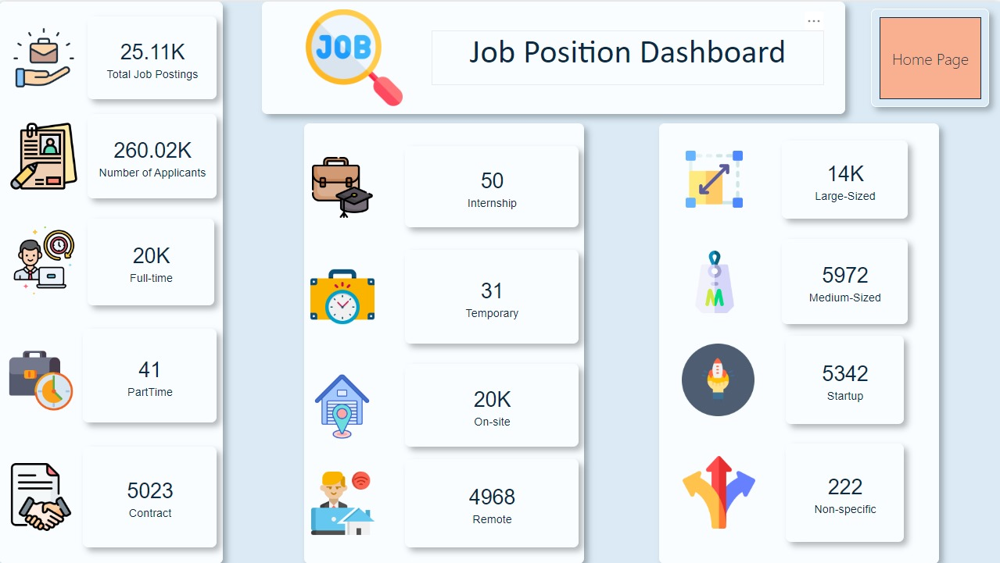 JOB
Job Position Dashboard
Home Page
25.11K
Total Job Postings
260.02K
Number of Applicants
20K
Full-time
41
PartTime
5023
Contract
50
Internship
31
Temporary
20K
On-site
4968
Remote
14K
Large-Sized
M
5972
Medium-Sized
5342
Startup
222
Non-specific